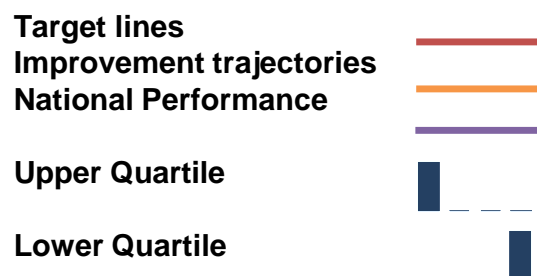 Target lines
Improvement trajectories
National Performance
Upper Quartile
Lower Quartile